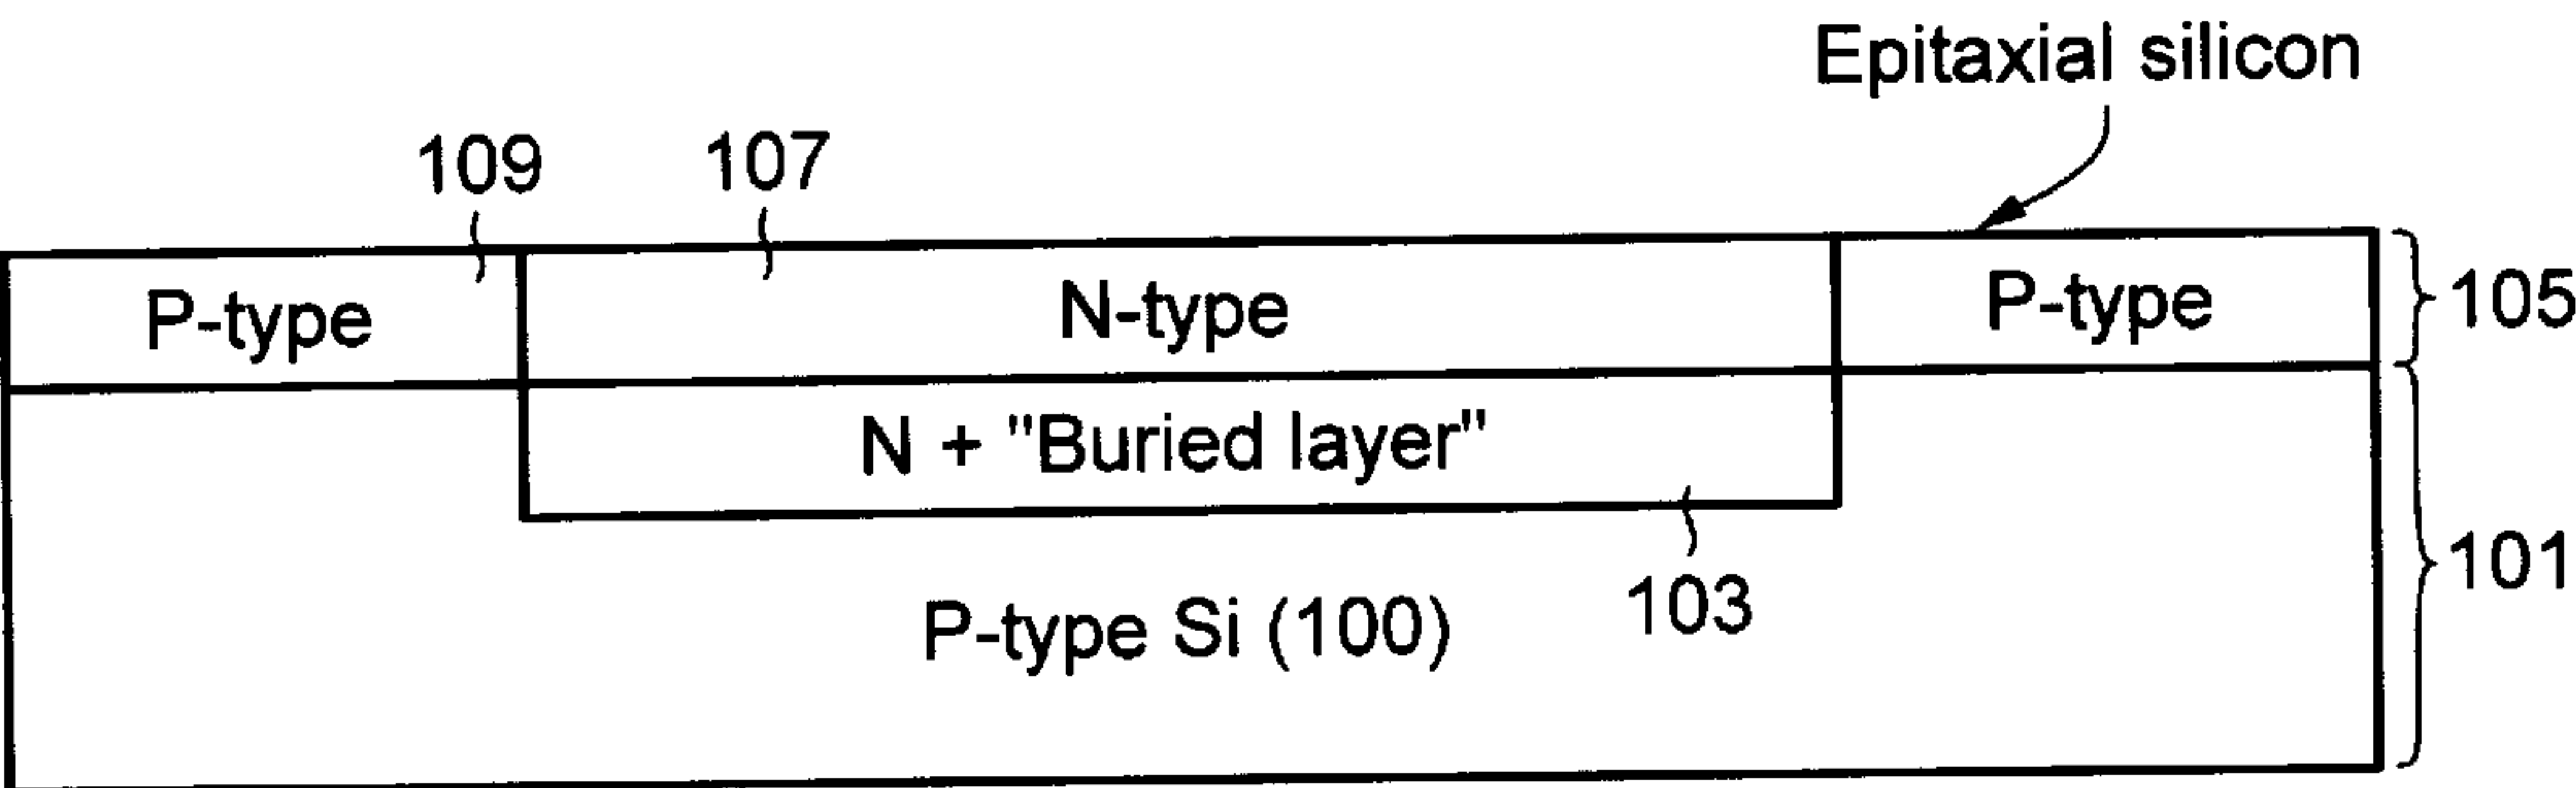 Epitaxial silicon
109
107
P-type
N-type
P-type
105
N + "Buried layer"
103
101
P-type Si (100)